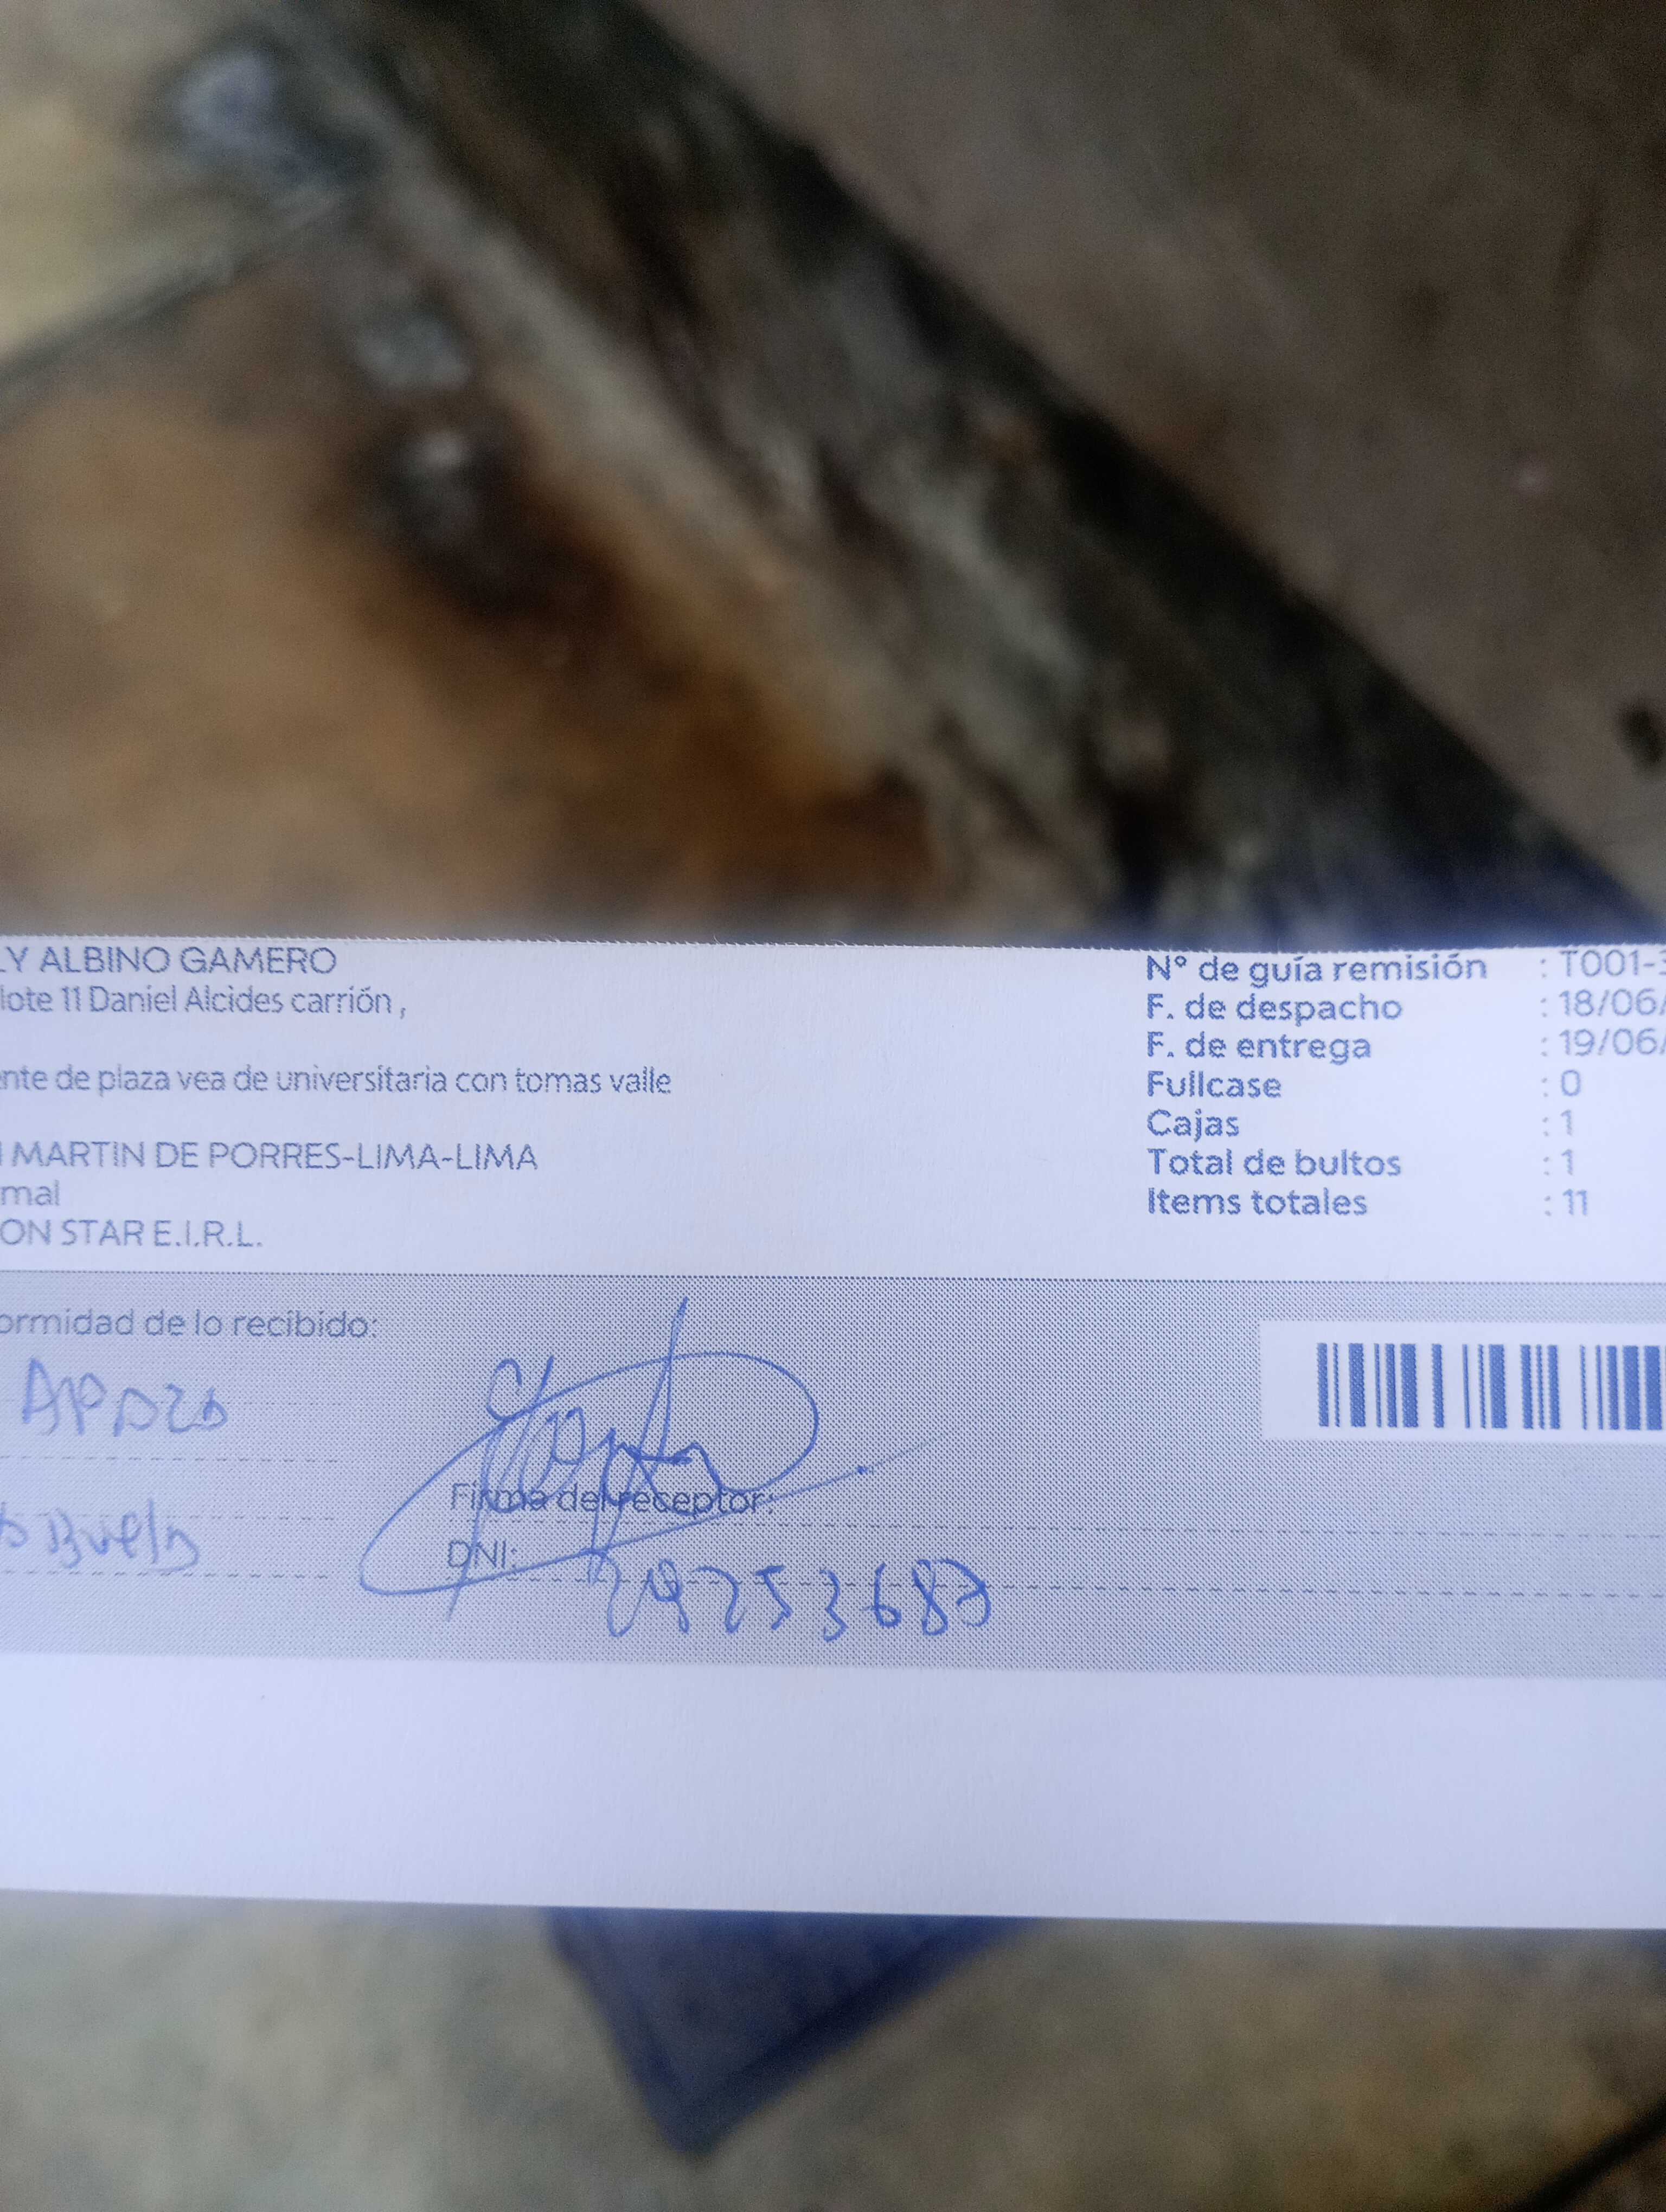 LY ALBINO GAMERO
lote 11 Daniel Alcides carrión ,
nte de plaza vea de universitaria con tomas valle
MARTIN DE PORRES-LIMA-LIMA
mal
ON STAR E.I.R.L.
N° de guía remisión : T001-3
F. de despacho : 18/06/
F. de entrega : 19/06/
Fullcase : 0
Cajas : 1
Total de bultos : 1
Items totales : 11
ormidad de lo recibido:
APAZA
Firma del receptor:
DNI: